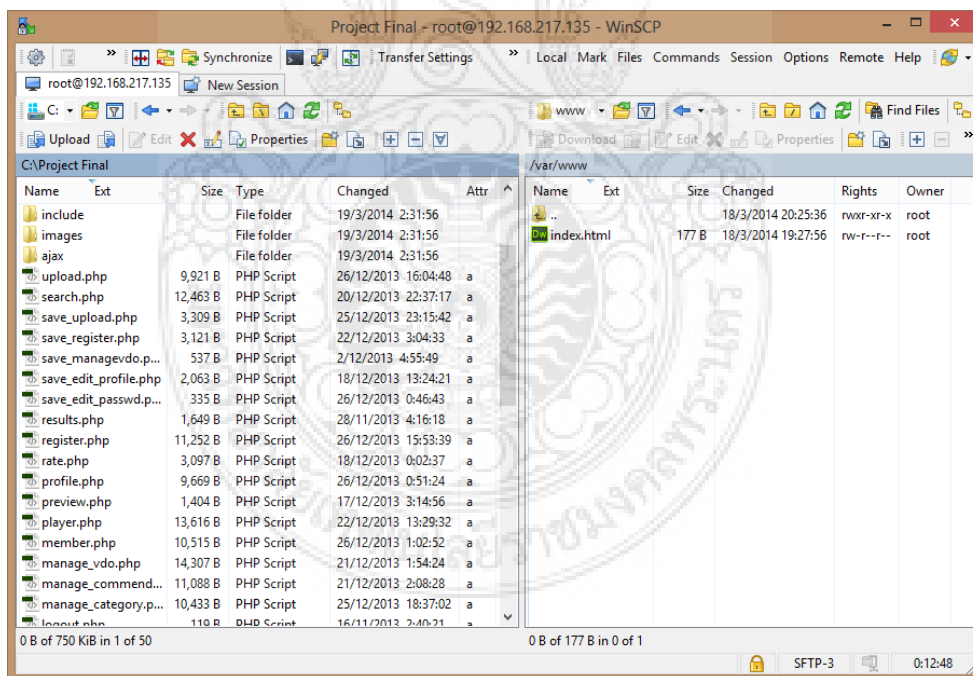 Project Final - root@192.168.217.135 - WinSCP
» Synchronize Transfer Settings » Local Mark Files Commands Session Options Remote Help
root@192.168.217.135 New Session
C: www Find Files
Upload Edit Properties Download Edit Properties »
C:\Project Final /var/www
Name Ext Size Type Changed Attr Name Ext Size Changed Rights Owner
include File folder 19/3/2014 2:31:56 .. 18/3/2014 20:25:36 rwxr-xr-x root
images File folder 19/3/2014 2:31:56 Dw index.html 177 B 18/3/2014 19:27:56 rw-r--r-- root
ajax File folder 19/3/2014 2:31:56
upload.php 9,921 B PHP Script 26/12/2013 16:04:48 a
search.php 12,463 B PHP Script 20/12/2013 22:37:17 a
save_upload.php 3,309 B PHP Script 25/12/2013 23:15:42 a
save_register.php 3,121 B PHP Script 22/12/2013 3:04:33 a
save_managevdo.p... 537 B PHP Script 2/12/2013 4:55:49 a
save_edit_profile.php 2,063 B PHP Script 18/12/2013 13:24:21 a
save_edit_passwd.p... 335 B PHP Script 26/12/2013 0:46:43 a
results.php 1,649 B PHP Script 28/11/2013 4:16:18 a
register.php 11,252 B PHP Script 26/12/2013 15:53:39 a
rate.php 3,097 B PHP Script 18/12/2013 0:02:37 a
profile.php 9,669 B PHP Script 26/12/2013 0:51:24 a
preview.php 1,404 B PHP Script 17/12/2013 3:14:56 a
player.php 13,616 B PHP Script 22/12/2013 13:29:32 a
member.php 10,515 B PHP Script 26/12/2013 1:02:52 a
manage_vdo.php 14,307 B PHP Script 21/12/2013 1:54:24 a
manage_commend... 11,088 B PHP Script 21/12/2013 2:08:28 a
manage_category.p... 10,433 B PHP Script 25/12/2013 18:37:02 a
logout.php 119 B PHP Script 16/11/2013 2:40:21 a
0 B of 750 KiB in 1 of 50 0 B of 177 B in 0 of 1
SFTP-3 0:12:48